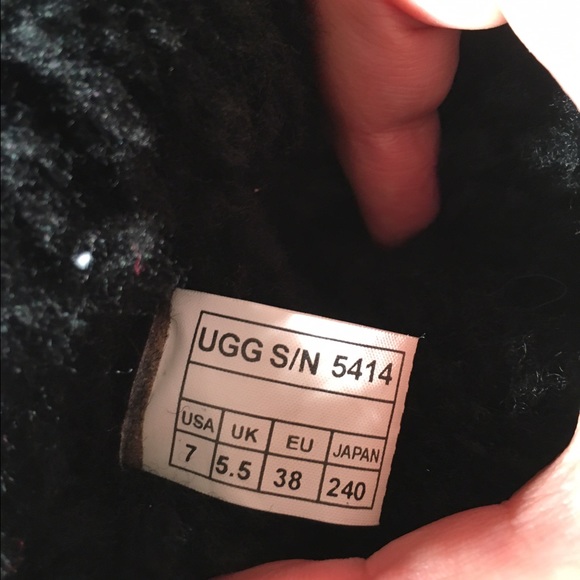 UGG S/N 5414
USA UK EU JAPAN
7 5.5 38 240